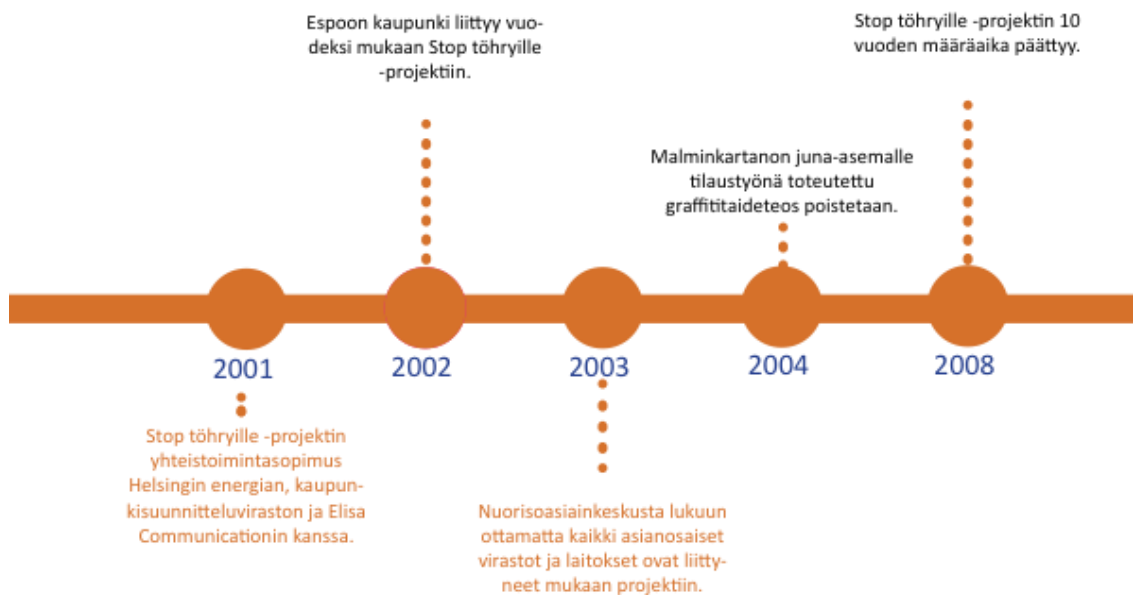 Espoon kaupunki liittyy vuo-
deksi mukaan Stop töhryille
-projektiin.
Stop töhryille -projektin 10
vuoden määräaika päättyy.
Malminkartanon juna-asemalle
tilaustyönä toteutettu
graffititaideteos poistetaan.
2001
2002
2003
2004
2008
Stop töhryille -projektin
yhteistoimintasopimus
Helsingin energian, kaupun-
kisuunnitteluviraston ja Elisa
Communicationin kanssa.
Nuorisoasiainkeskusta lukuun
ottamatta kaikki asianosaiset
virastot ja laitokset ovat liitty-
neet mukaan projektiin.